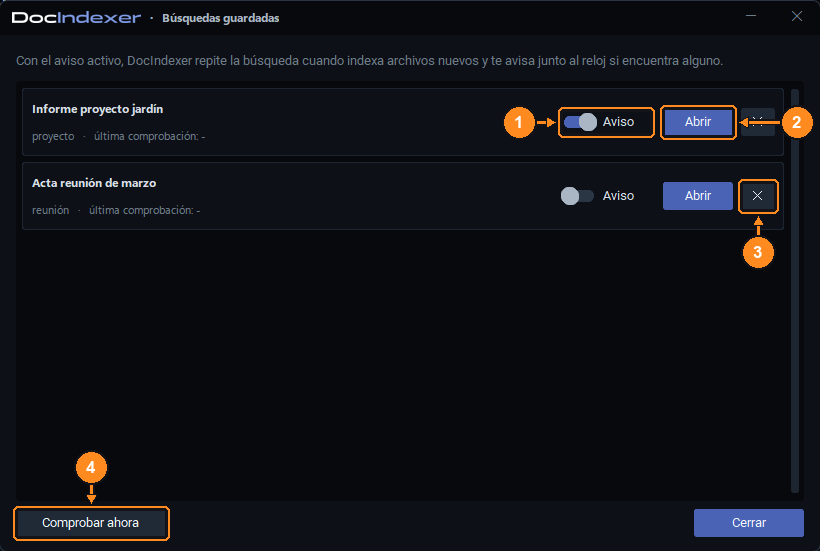 DocIndexer · Búsquedas guardadas
Con el aviso activo, DocIndexer repite la búsqueda cuando indexa archivos nuevos y te avisa junto al reloj si encuentra alguno.
Informe proyecto jardín
proyecto · última comprobación: -
1
Aviso
Abrir
2
Acta reunión de marzo
reunión · última comprobación: -
Aviso
Abrir
3
4
Comprobar ahora
Cerrar